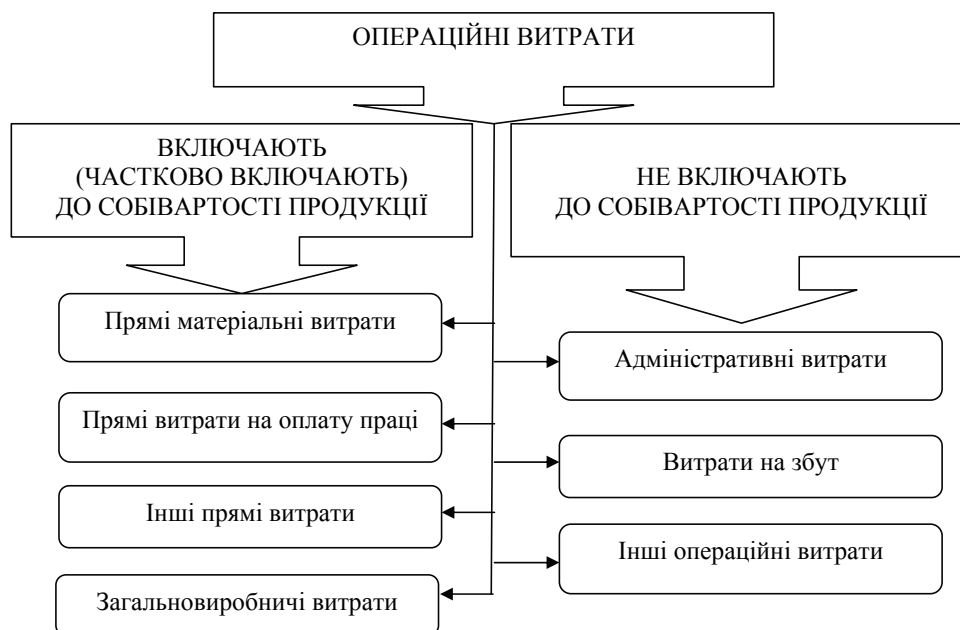 ОПЕРАЦІЙНІ ВИТРАТИ
ВКЛЮЧАЮТЬ
(ЧАСТКОВО ВКЛЮЧАЮТЬ)
ДО СОБІВАРТОСТІ ПРОДУКЦІЇ
НЕ ВКЛЮЧАЮТЬ
ДО СОБІВАРТОСТІ ПРОДУКЦІЇ
Прямі матеріальні витрати
Прямі витрати на оплату праці
Інші прямі витрати
Загальновиробничі витрати
Адміністративні витрати
Витрати на збут
Інші операційні витрати